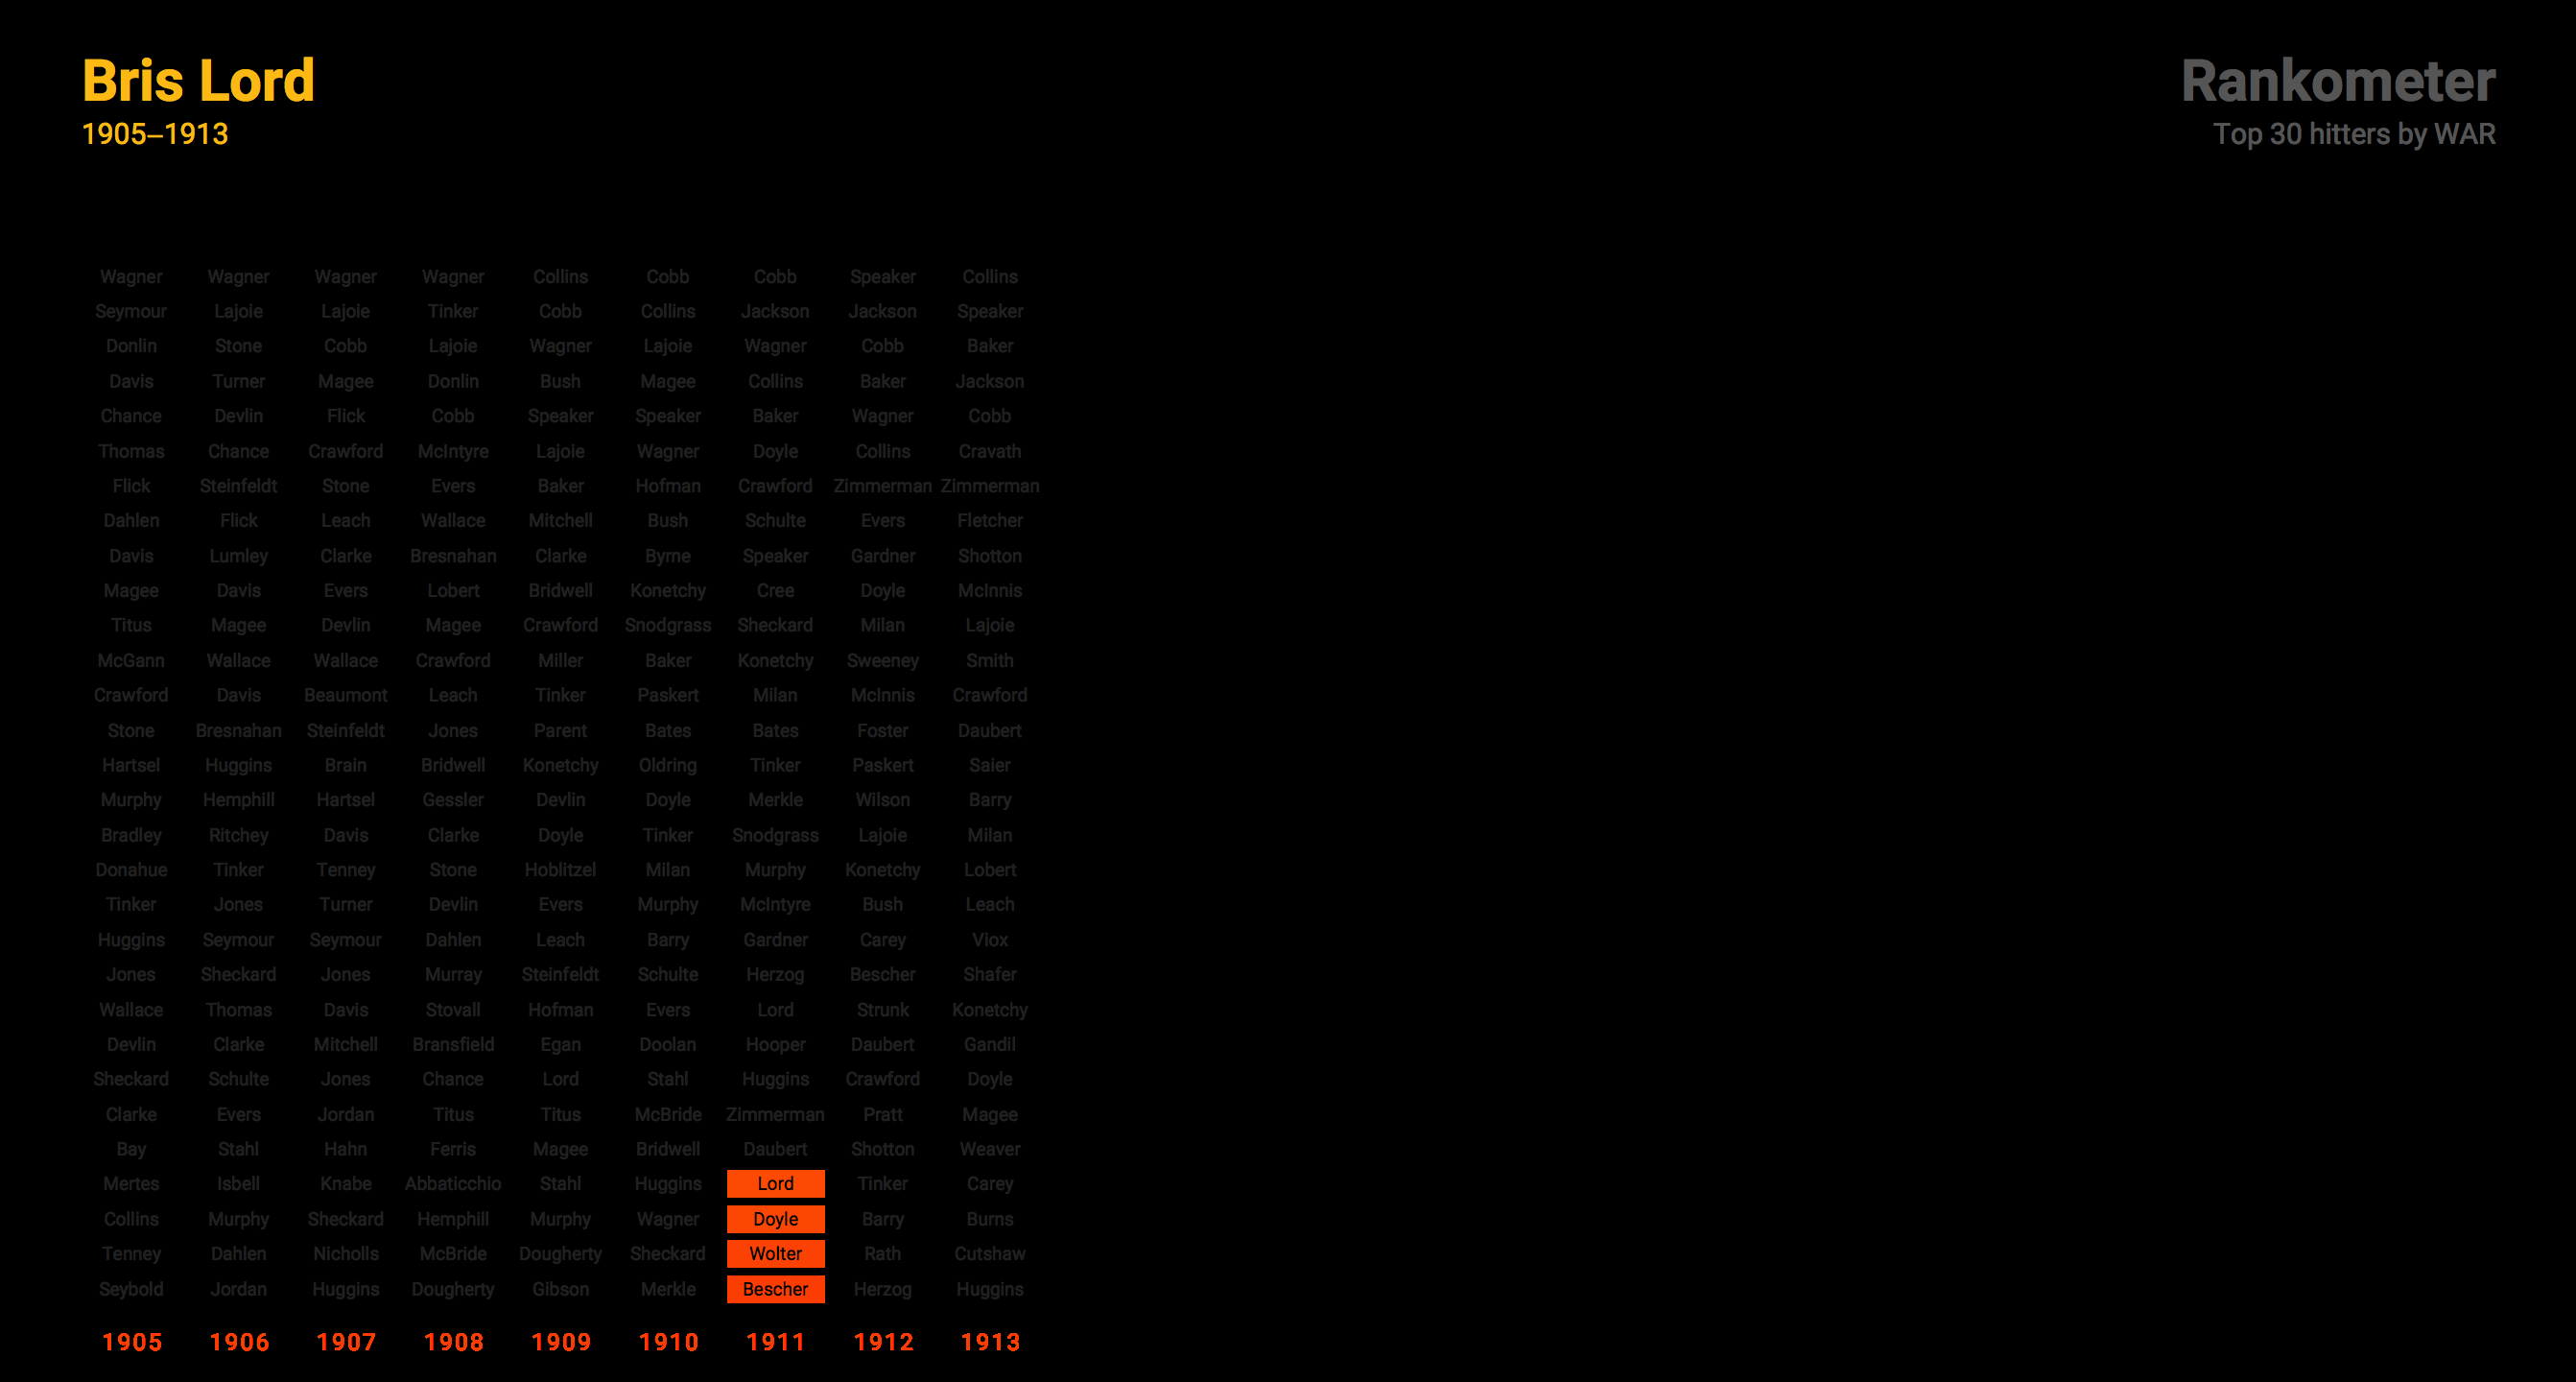 Bris Lord
1905–1913
Rankometer
Top 30 hitters by WAR
Wagner Wagner Wagner Wagner Collins Cobb Cobb Speaker Collins
Seymour Lajoie Lajoie Tinker Cobb Collins Jackson Jackson Speaker
Donlin Stone Cobb Lajoie Wagner Lajoie Wagner Cobb Baker
Davis Turner Magee Donlin Bush Magee Collins Baker Jackson
Chance Devlin Flick Cobb Speaker Speaker Baker Wagner Cobb
Thomas Chance Crawford McIntyre Lajoie Wagner Doyle Collins Cravath
Flick Steinfeldt Stone Evers Baker Hofman Crawford Zimmerman Zimmerman
Dahlen Flick Leach Wallace Mitchell Bush Schulte Evers Fletcher
Davis Lumley Clarke Bresnahan Clarke Byrne Speaker Gardner Shotton
Magee Davis Evers Lobert Bridwell Konetchy Cree Doyle McInnis
Titus Magee Devlin Magee Crawford Snodgrass Sheckard Milan Lajoie
McGann Wallace Wallace Crawford Miller Baker Konetchy Sweeney Smith
Crawford Davis Beaumont Leach Tinker Paskert Milan McInnis Crawford
Stone Bresnahan Steinfeldt Jones Parent Bates Bates Foster Daubert
Hartsel Huggins Brain Bridwell Konetchy Oldring Tinker Paskert Saier
Murphy Hemphill Hartsel Gessler Devlin Doyle Merkle Wilson Barry
Bradley Ritchey Davis Clarke Doyle Tinker Snodgrass Lajoie Milan
Donahue Tinker Tenney Stone Hoblitzel Milan Murphy Konetchy Lobert
Tinker Jones Turner Devlin Evers Murphy McIntyre Bush Leach
Huggins Seymour Seymour Dahlen Leach Barry Gardner Carey Viox
Jones Sheckard Jones Murray Steinfeldt Schulte Herzog Bescher Shafer
Wallace Thomas Davis Stovall Hofman Evers Lord Strunk Konetchy
Devlin Clarke Mitchell Bransfield Egan Doolan Hooper Daubert Gandil
Sheckard Schulte Jones Chance Lord Stahl Huggins Crawford Doyle
Clarke Evers Jordan Titus Titus McBride Zimmerman Pratt Magee
Bay Stahl Hahn Ferris Magee Bridwell Daubert Shotton Weaver
Mertes Isbell Knabe Abbaticchio Stahl Huggins Lord Tinker Carey
Collins Murphy Sheckard Hemphill Murphy Wagner Doyle Barry Burns
Tenney Dahlen Nicholls McBride Dougherty Sheckard Wolter Rath Cutshaw
Seybold Jordan Huggins Dougherty Gibson Merkle Bescher Herzog Huggins
1905 1906 1907 1908 1909 1910 1911 1912 1913